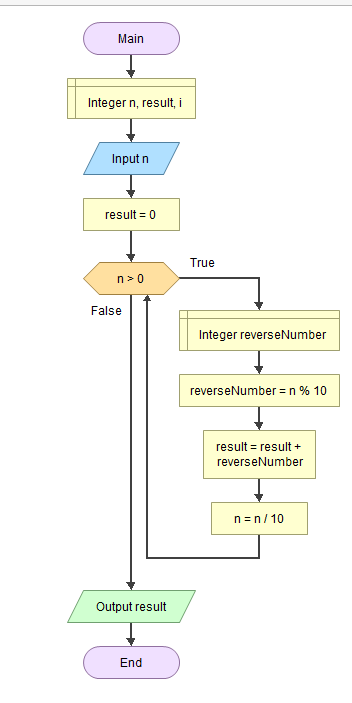 Main
Integer n, result, i
Input n
result = 0
n > 0
True
False
Integer reverseNumber
reverseNumber = n % 10
result = result +
reverseNumber
n = n / 10
Output result
End